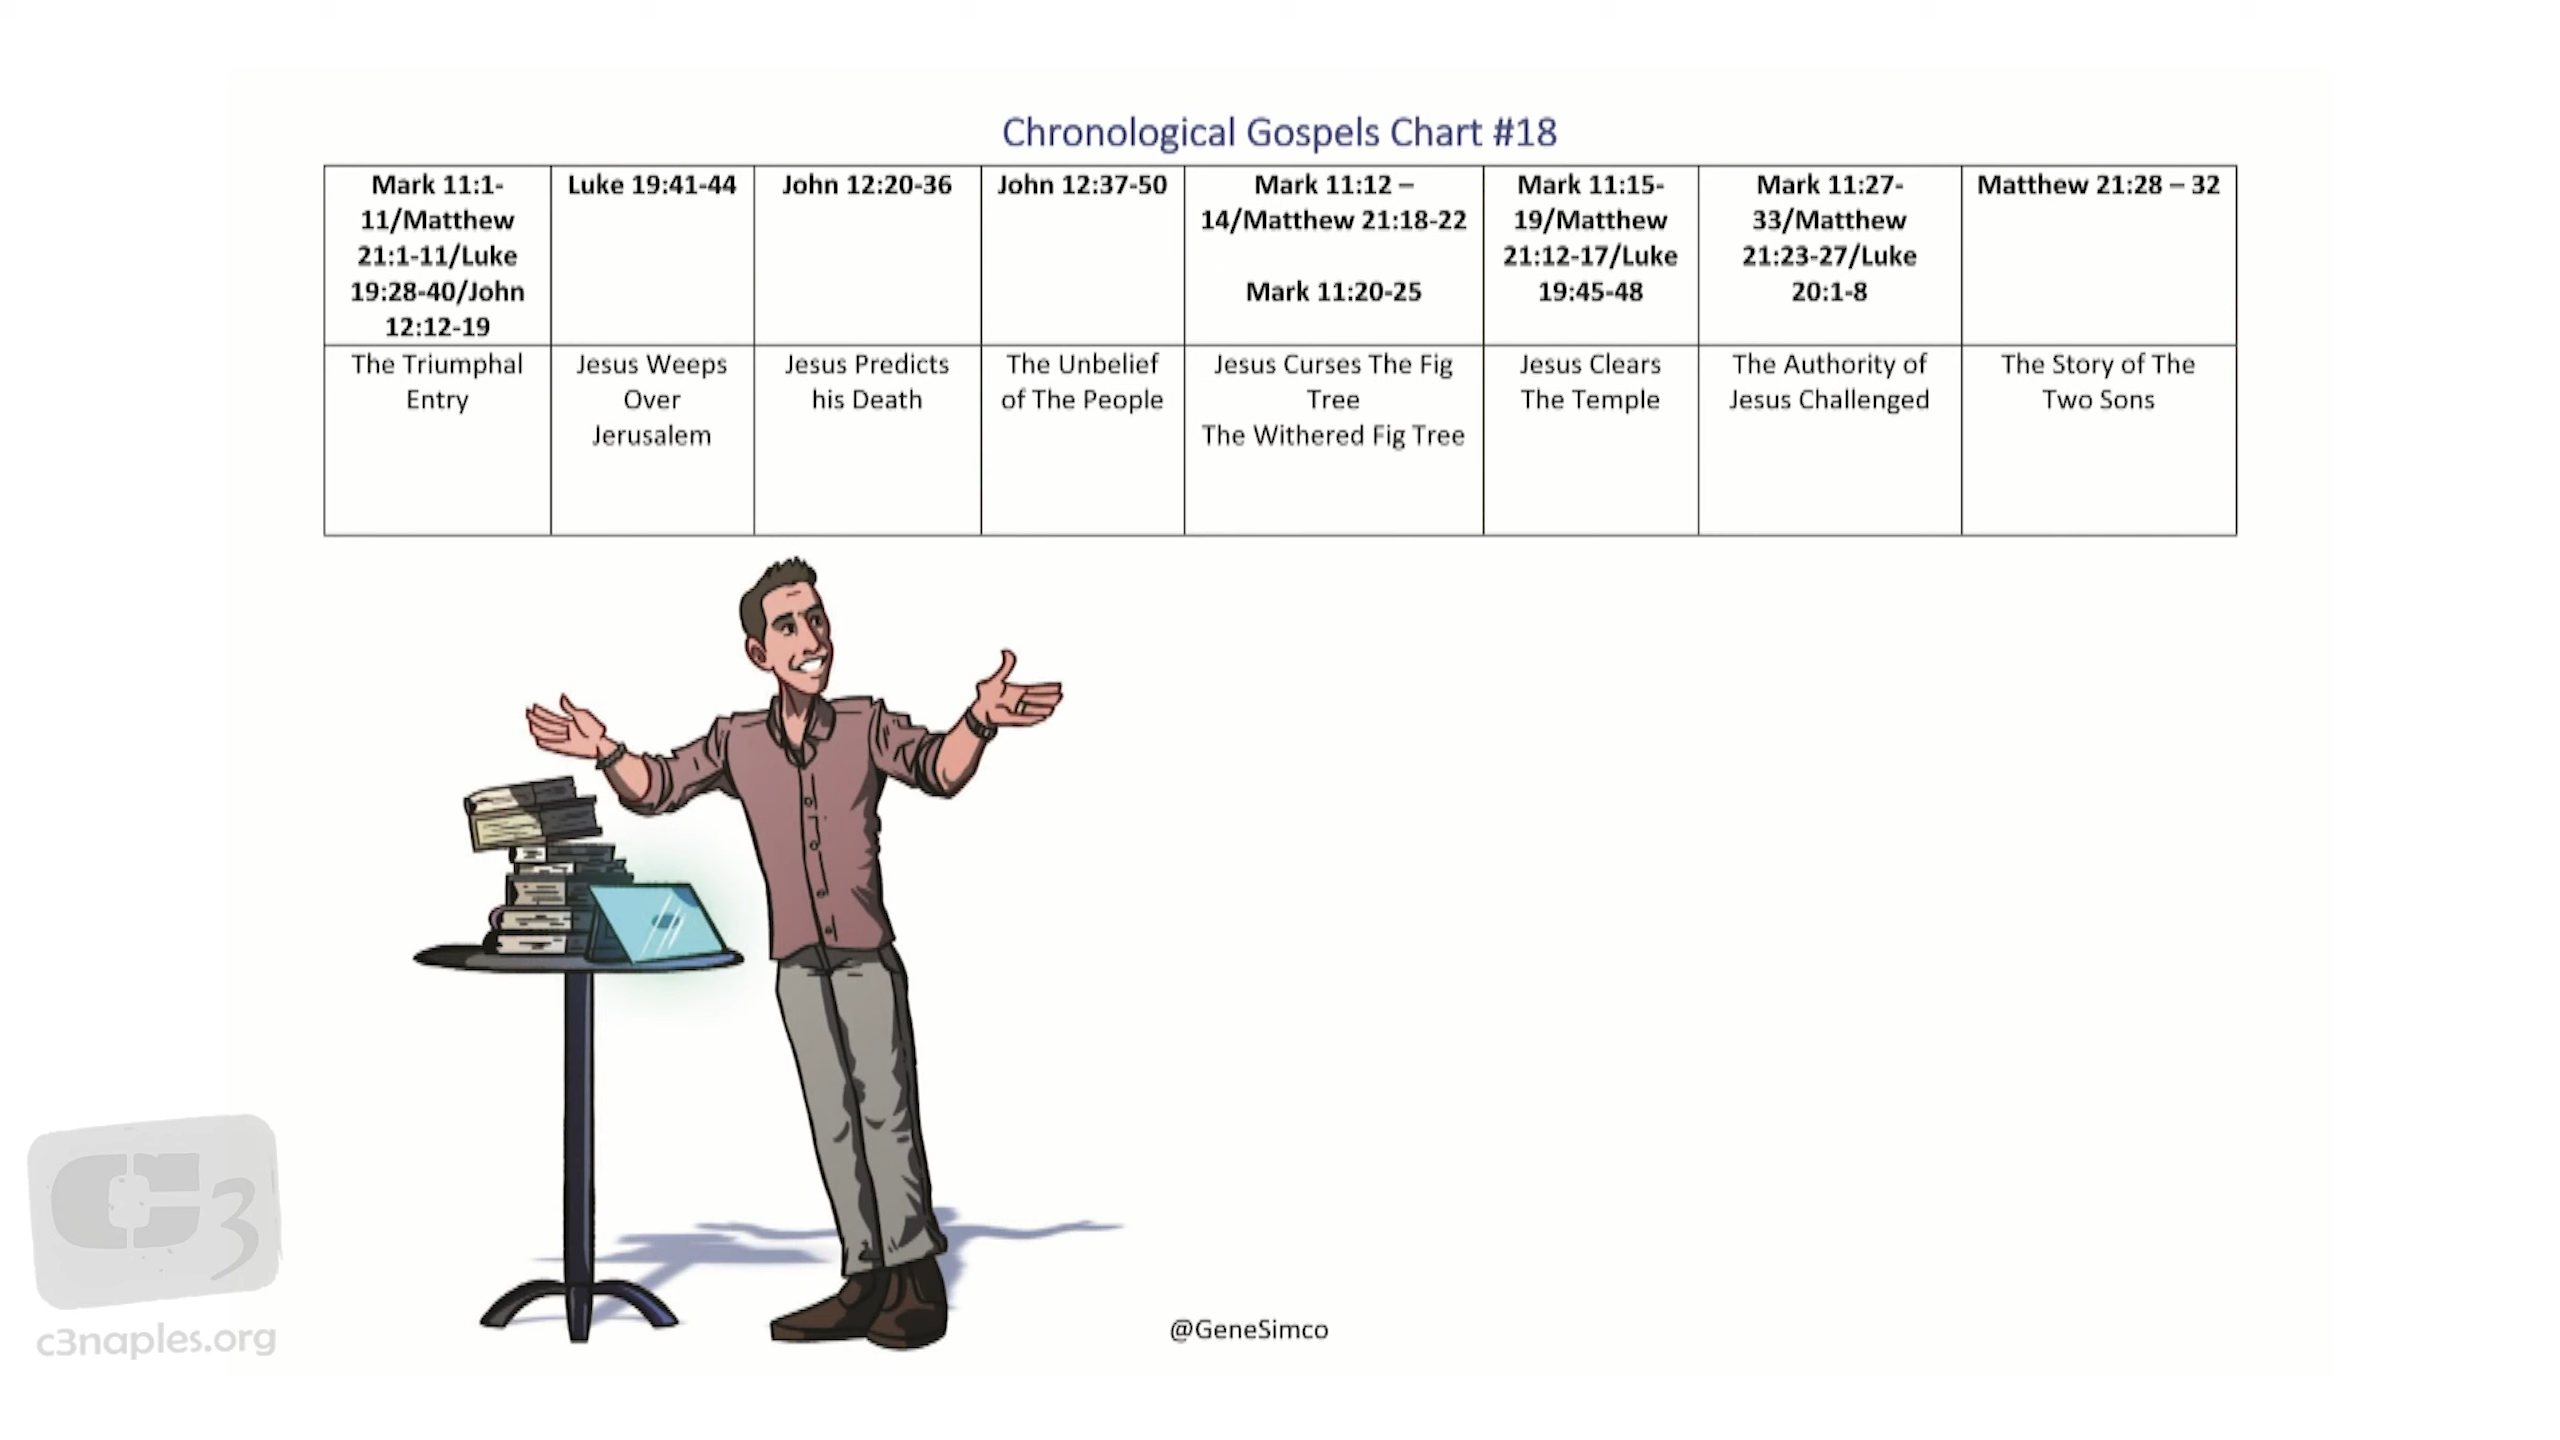 Chronological Gospels Chart #18
Mark 11:1-
11/Matthew
21:1-11/Luke
19:28-40/John
12:12-19
Luke 19:41-44
John 12:20-36
John 12:37-50
Mark 11:12 –
14/Matthew 21:18-22
Mark 11:20-25
Mark 11:15-
19/Matthew
21:12-17/Luke
19:45-48
Mark 11:27-
33/Matthew
21:23-27/Luke
20:1-8
Matthew 21:28 – 32
The Triumphal
Entry
Jesus Weeps
Over
Jerusalem
Jesus Predicts
his Death
The Unbelief
of The People
Jesus Curses The Fig
Tree
The Withered Fig Tree
Jesus Clears
The Temple
The Authority of
Jesus Challenged
The Story of The
Two Sons
C3
c3naples.org
@GeneSimco